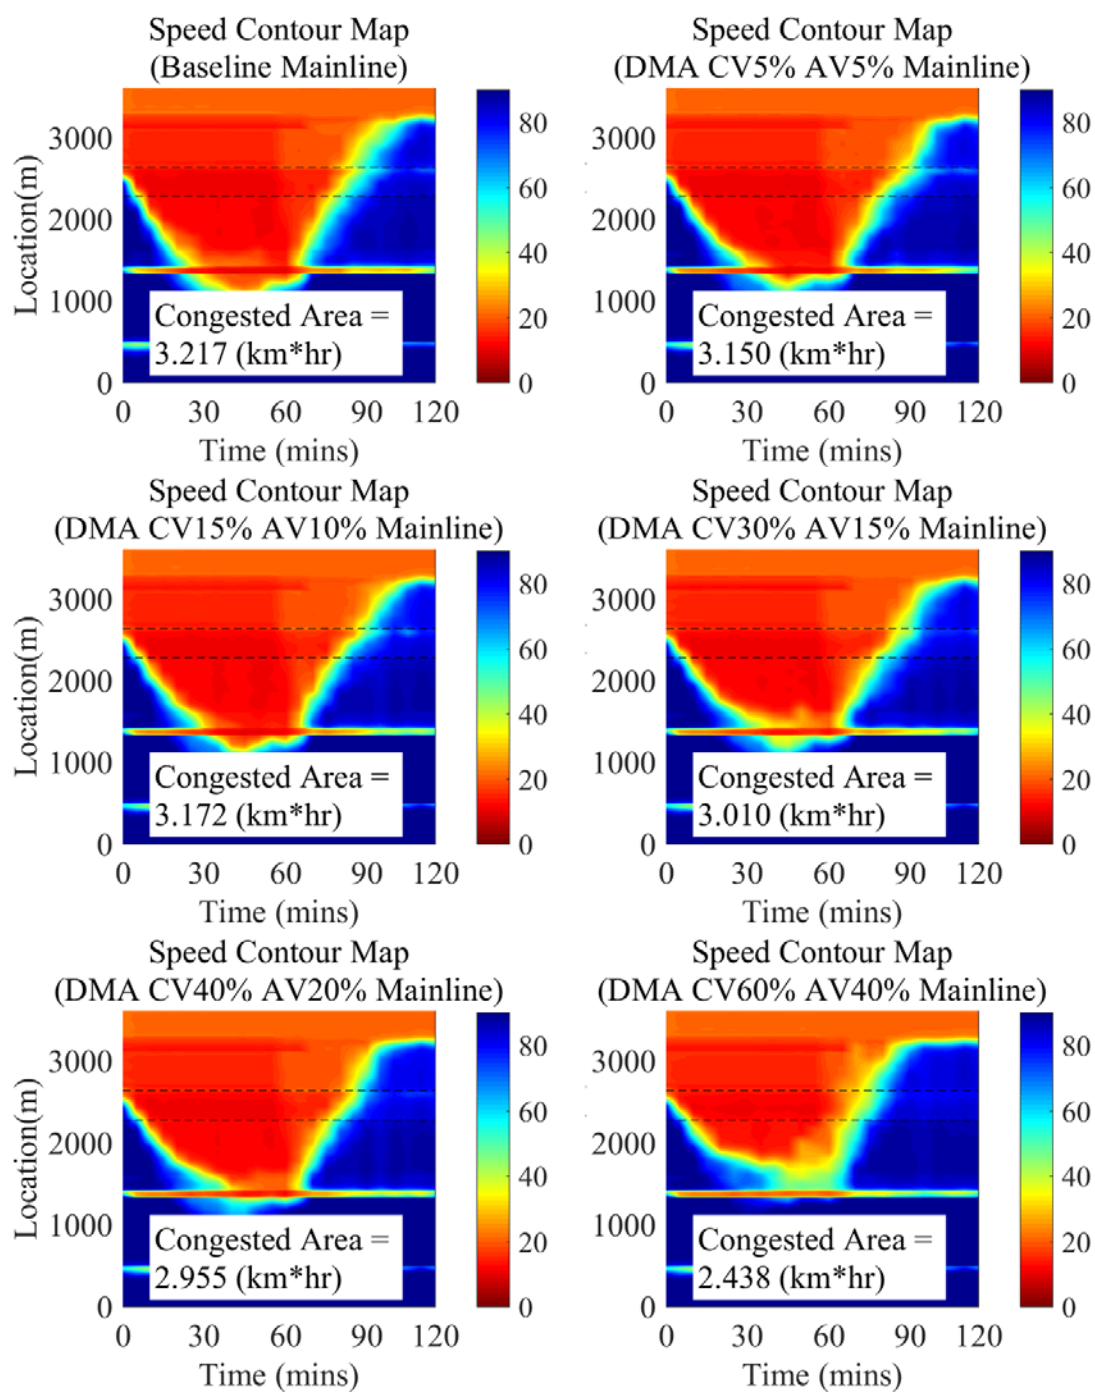 Speed Contour Map
(Baseline Mainline)
Location(m)
3000
2000
1000
0
0 30 60 90 120
Time (mins)
80
60
40
20
0
Congested Area =
3.217 (km*hr)
Speed Contour Map
(DMA CV5% AV5% Mainline)
3000
2000
1000
0
0 30 60 90 120
Time (mins)
80
60
40
20
0
Congested Area =
3.150 (km*hr)
Speed Contour Map
(DMA CV15% AV10% Mainline)
Location(m)
3000
2000
1000
0
0 30 60 90 120
Time (mins)
80
60
40
20
0
Congested Area =
3.172 (km*hr)
Speed Contour Map
(DMA CV30% AV15% Mainline)
3000
2000
1000
0
0 30 60 90 120
Time (mins)
80
60
40
20
0
Congested Area =
3.010 (km*hr)
Speed Contour Map
(DMA CV40% AV20% Mainline)
Location(m)
3000
2000
1000
0
0 30 60 90 120
Time (mins)
80
60
40
20
0
Congested Area =
2.955 (km*hr)
Speed Contour Map
(DMA CV60% AV40% Mainline)
3000
2000
1000
0
0 30 60 90 120
Time (mins)
80
60
40
20
0
Congested Area =
2.438 (km*hr)